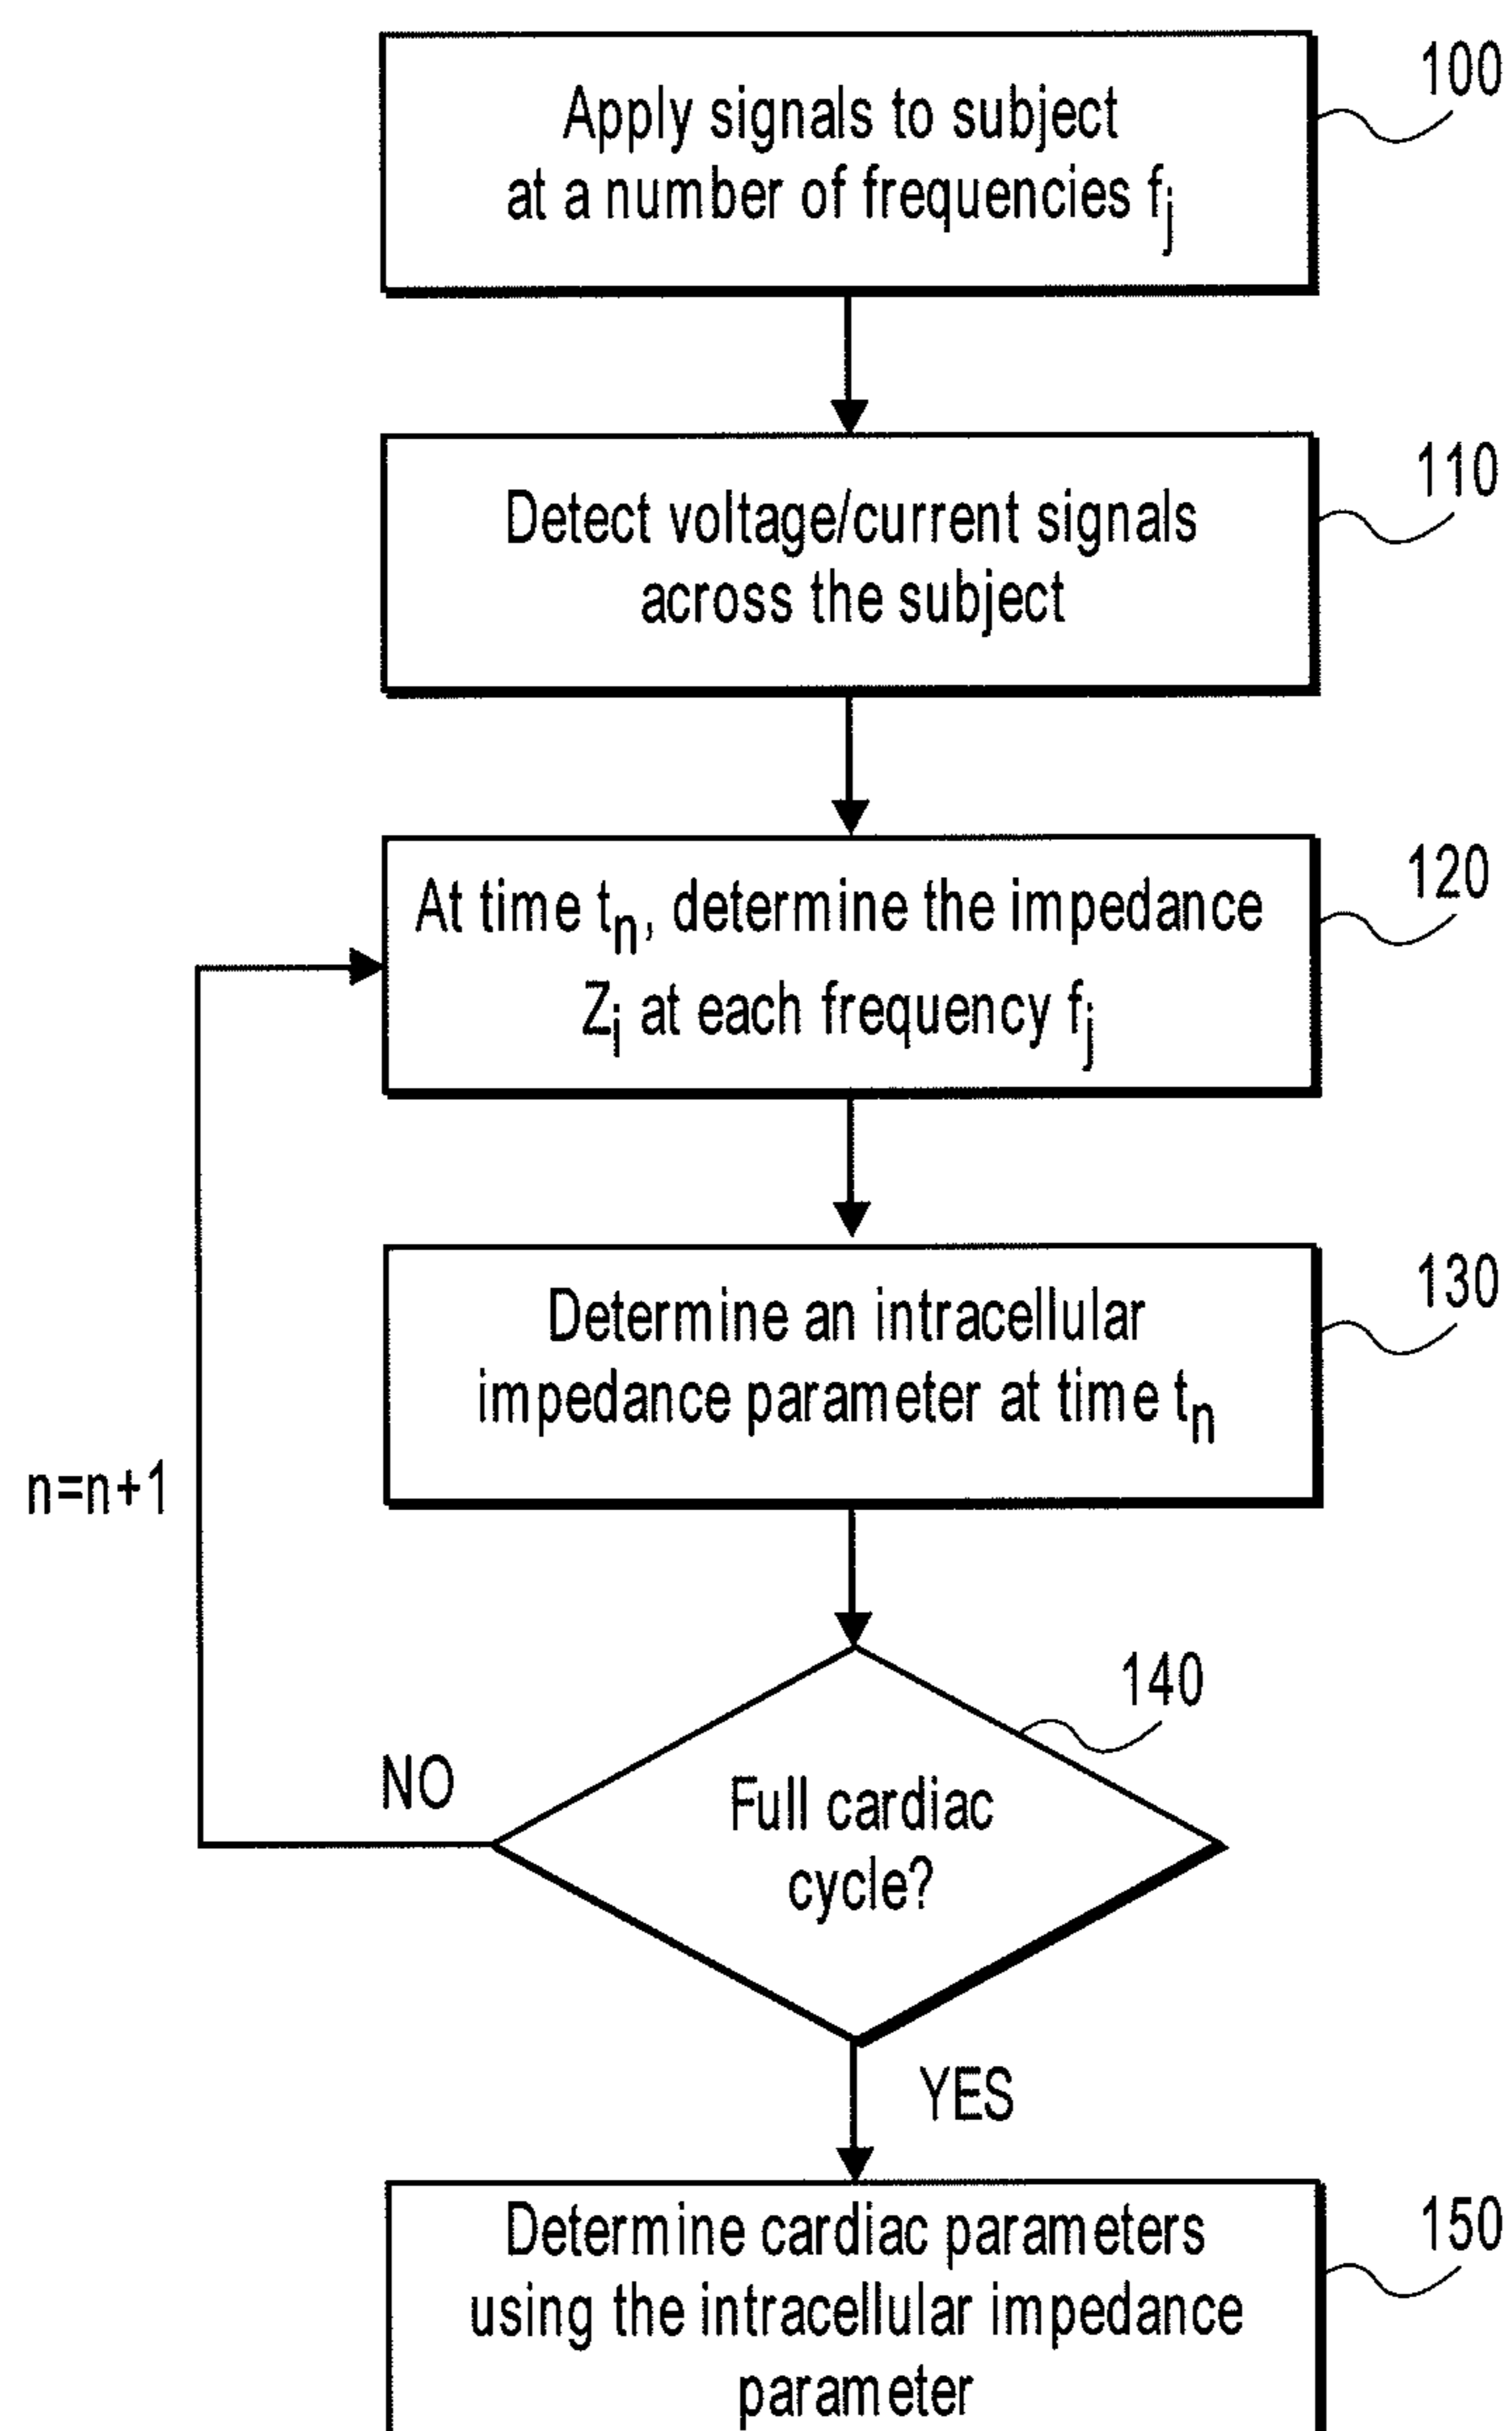 100
Apply signals to subject
at a number of frequencies fj
110
Detect voltage/current signals
across the subject
120
At time tn, determine the impedance
Zi at each frequency fj
130
Determine an intracellular
impedance parameter at time tn
n=n+1
140
NO
Full cardiac
cycle?
YES
150
Determine cardiac parameters
using the intracellular impedance
parameter